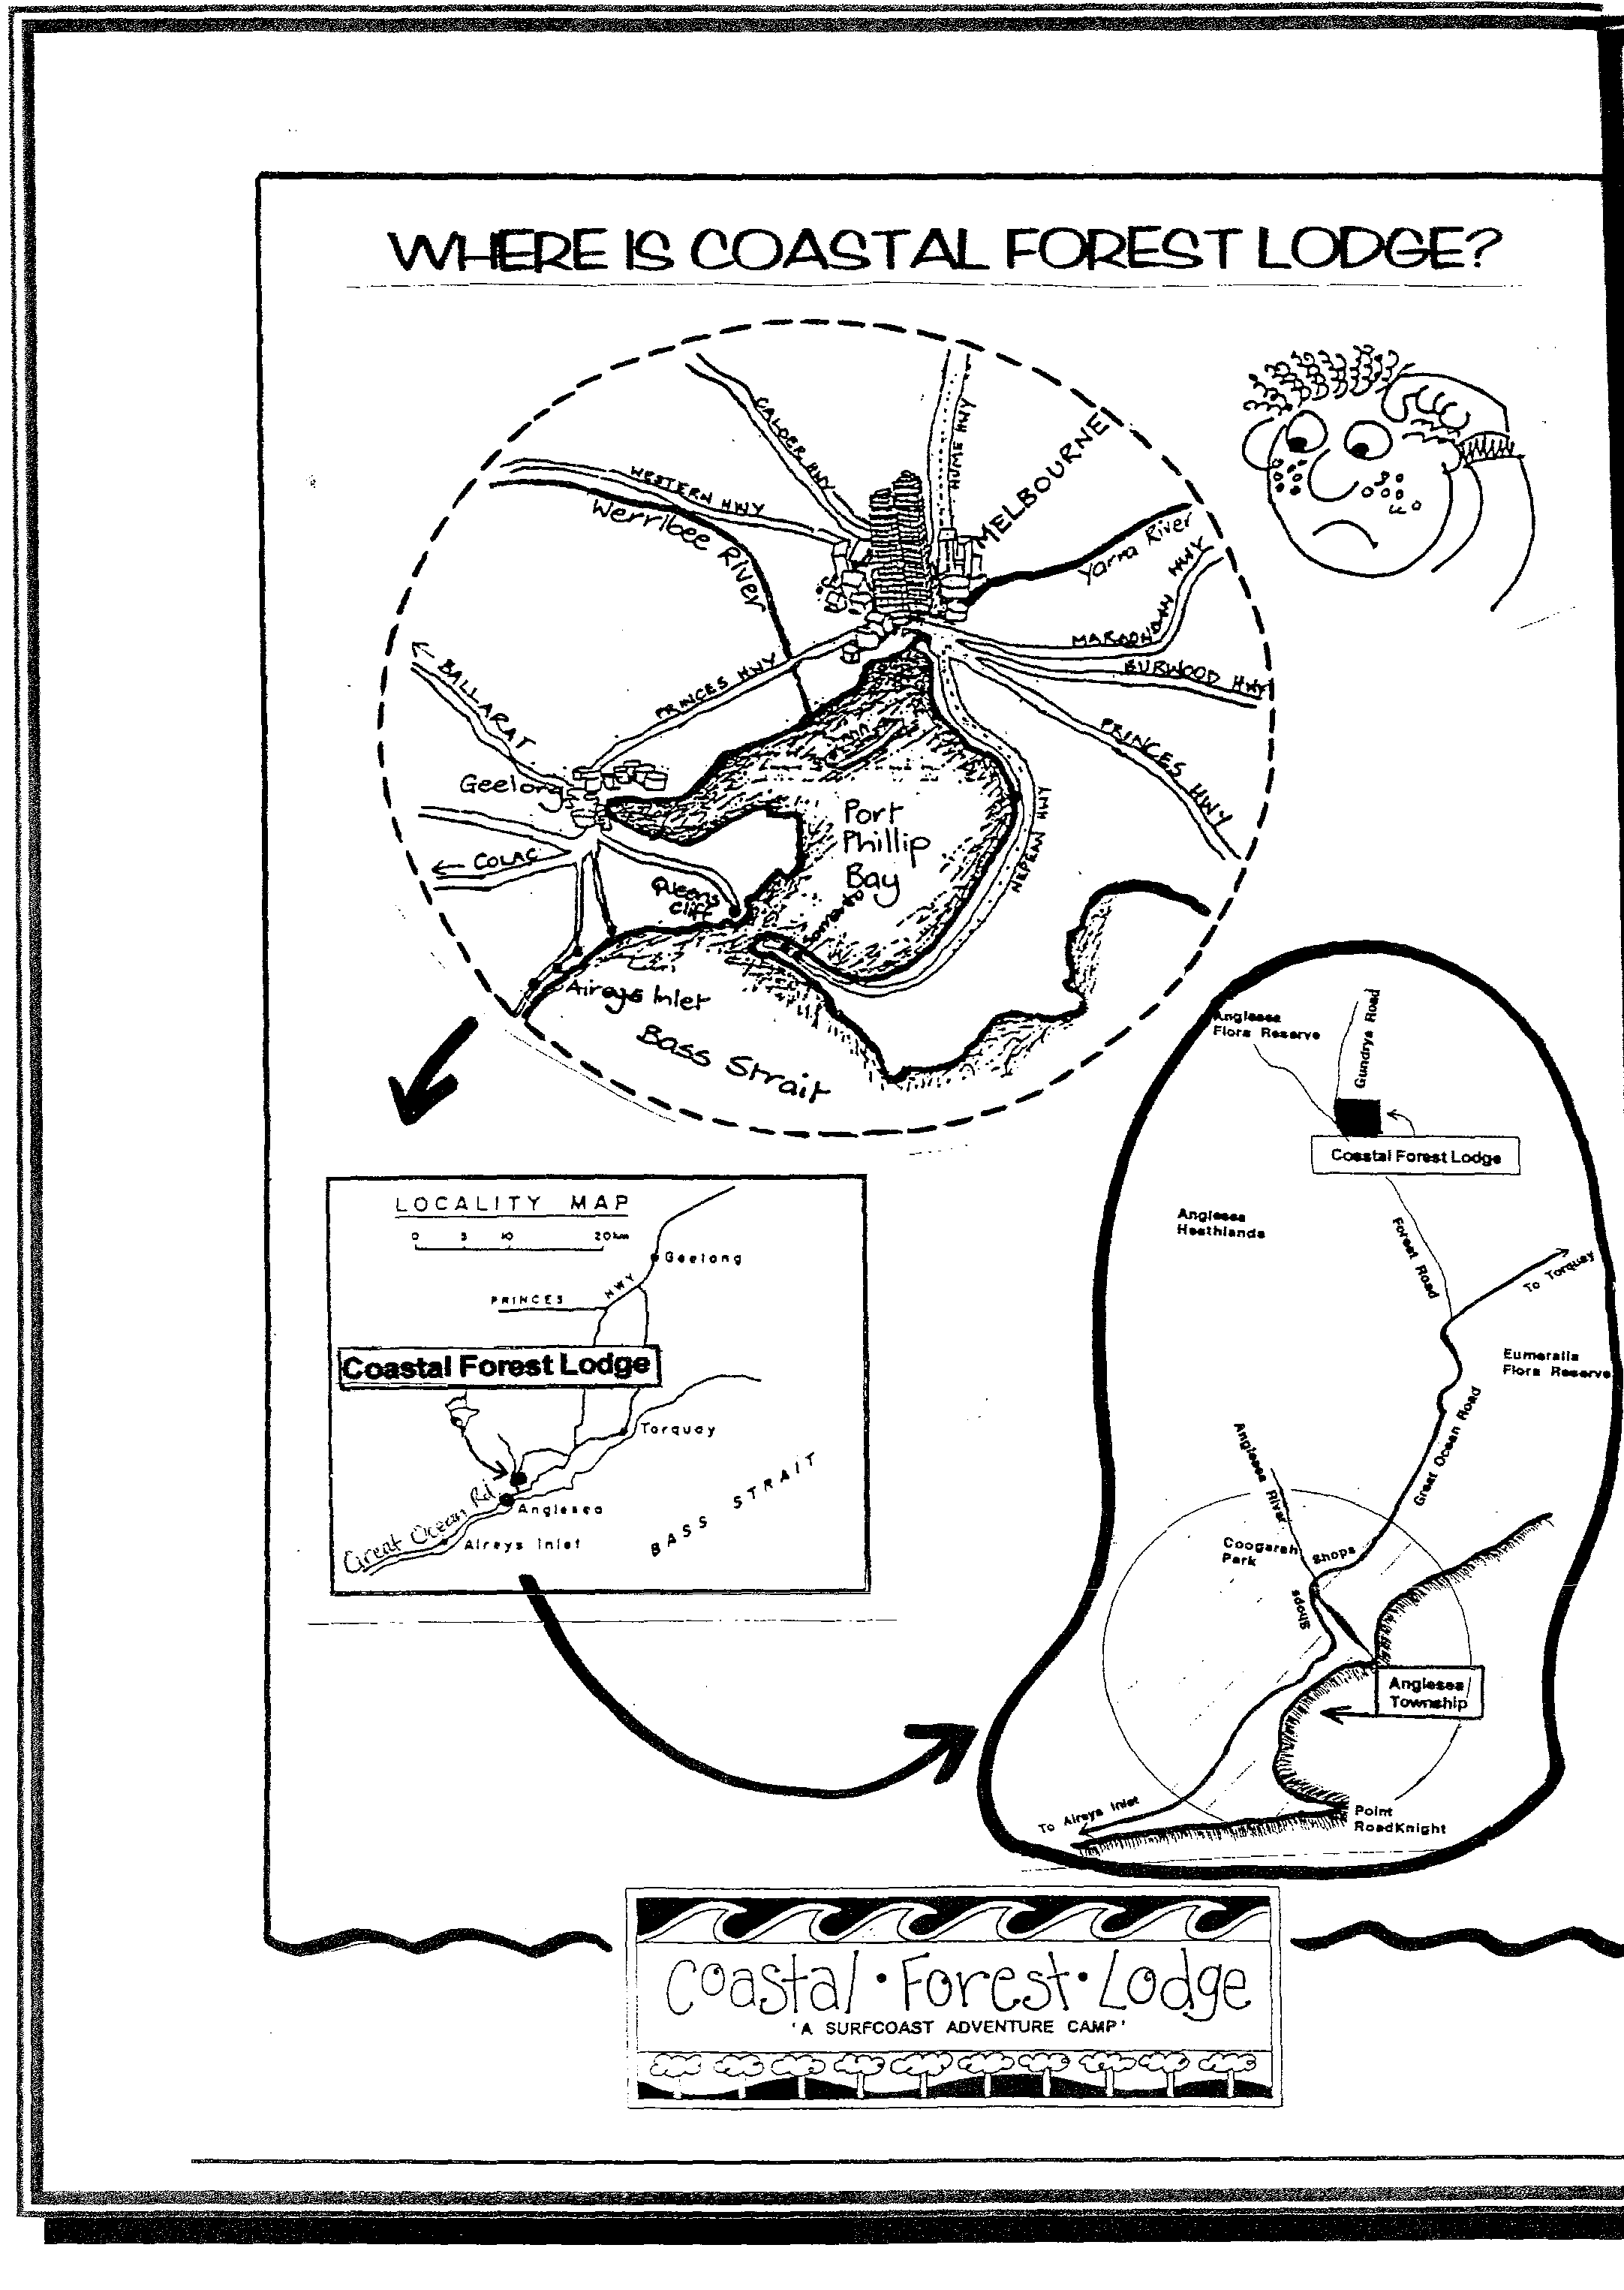 WHERE IS COASTAL FOREST LODGE?
CALDER HWY
HUME HWY
MELBOURNE
WESTERN HWY
Werribee River
Yarra River
MAROONDAH HWY
BURWOOD HWY
PRINCES HWY
BALLARAT
PRINCES HWY
Geelong
Port
Phillip
Bay
NEPEAN HWY
COLAC
Queens
cliff
Sorrento
Aireys Inlet
Bass Strait
Anglesea
Flora Reserve
Gundrys Road
Coastal Forest Lodge
Anglesea
Heathlands
Forest Road
To Torquay
Eumeralla
Flora Reserve
Great Ocean Road
Anglesea River
Coogarah
Park
Shops
Shops
Anglesea
Township
To Aireys Inlet
Point
RoadKnight
LOCALITY MAP
0 5 10 20km
Geelong
PRINCES HWY
Coastal Forest Lodge
Torquay
Great Ocean Rd
Anglesea
Aireys Inlet
BASS STRAIT
Coastal • Forest • Lodge
'A SURFCOAST ADVENTURE CAMP'